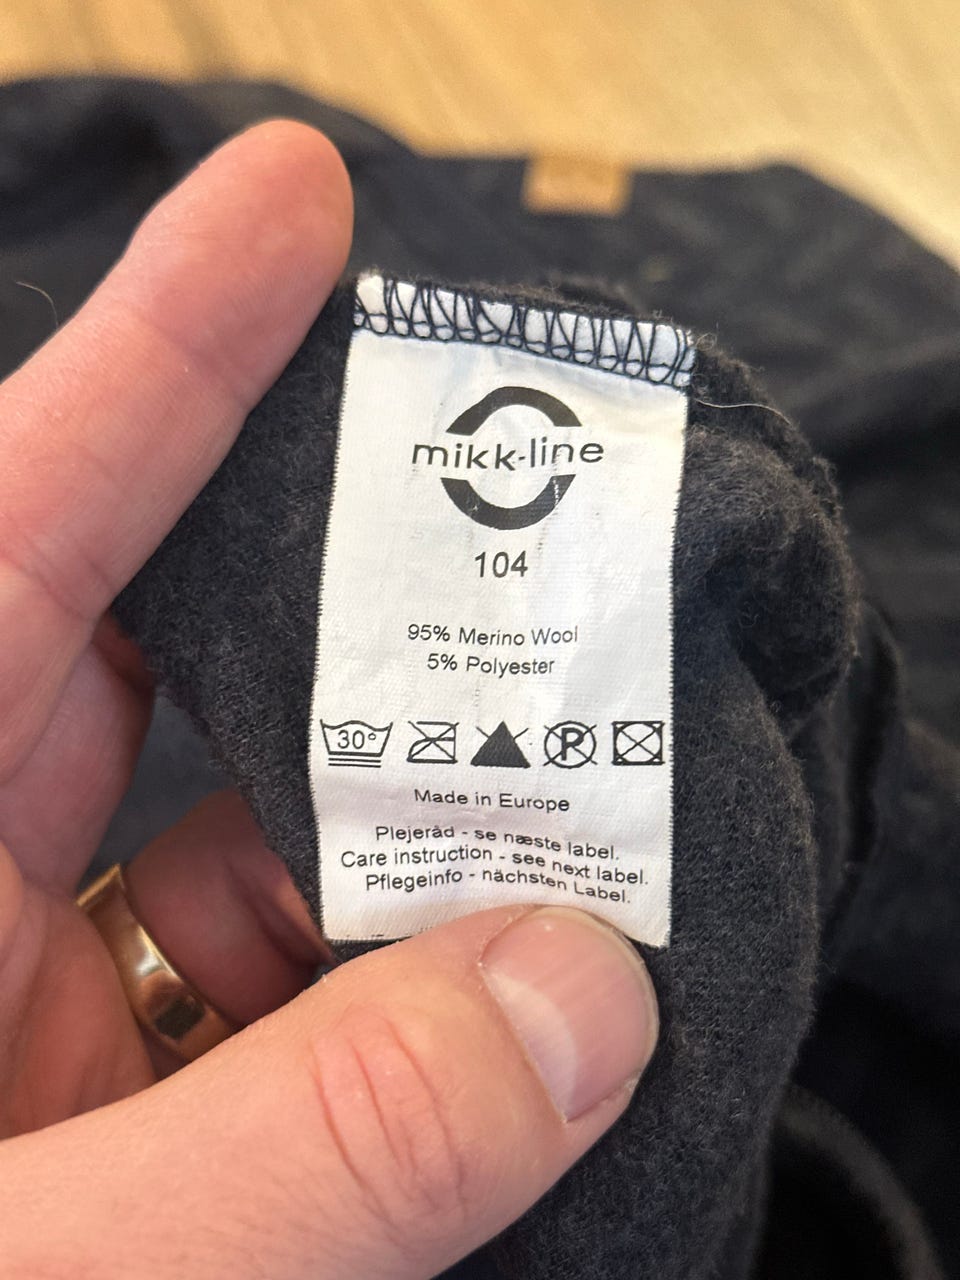 mikk-line
104
95% Merino Wool
5% Polyester
30°
P
Made in Europe
Plejeråd - se næste label.
Care instruction - see next label.
Pflegeinfo - nächsten Label.